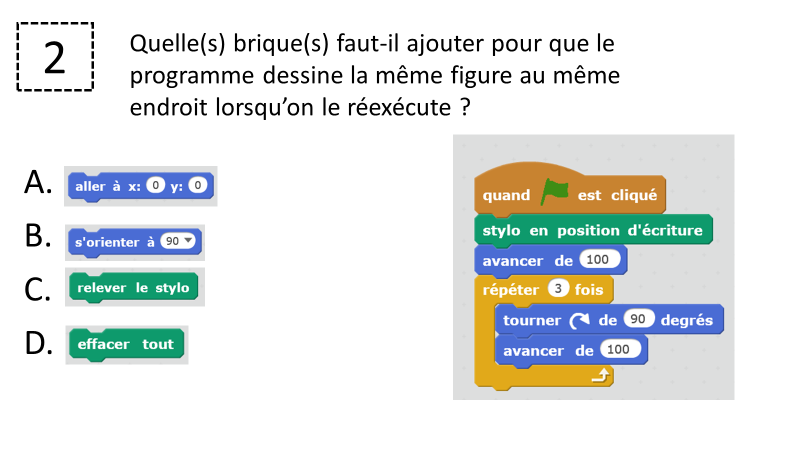 2
Quelle(s) brique(s) faut-il ajouter pour que le
programme dessine la même figure au même
endroit lorsqu’on le réexécute ?
A. aller à x: 0 y: 0
B. s'orienter à 90
C. relever le stylo
D. effacer tout
quand est cliqué
stylo en position d'écriture
avancer de 100
répéter 3 fois
tourner de 90 degrés
avancer de 100